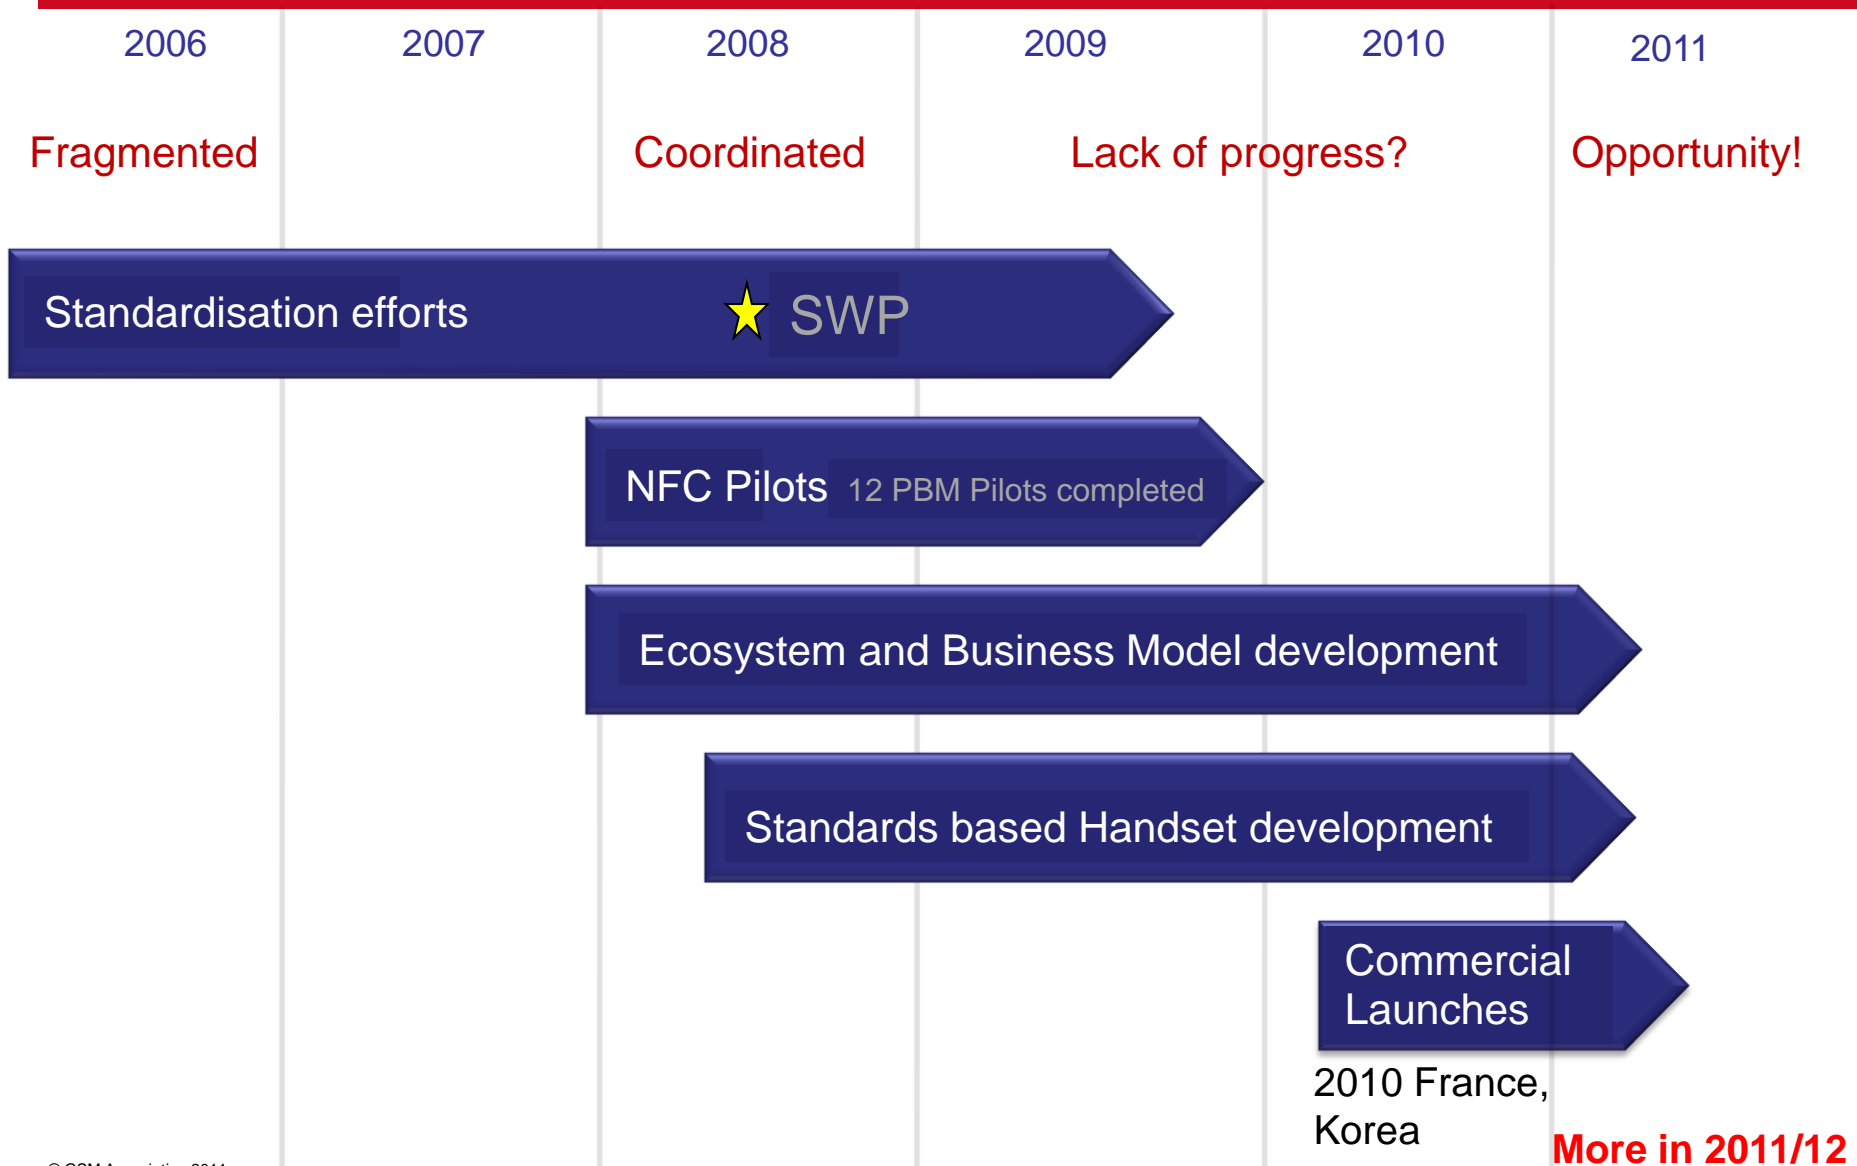 2006 2007 2008 2009 2010 2011
Fragmented Coordinated Lack of progress? Opportunity!
Standardisation efforts SWP
NFC Pilots 12 PBM Pilots completed
Ecosystem and Business Model development
Standards based Handset development
Commercial
Launches
2010 France,
Korea
More in 2011/12